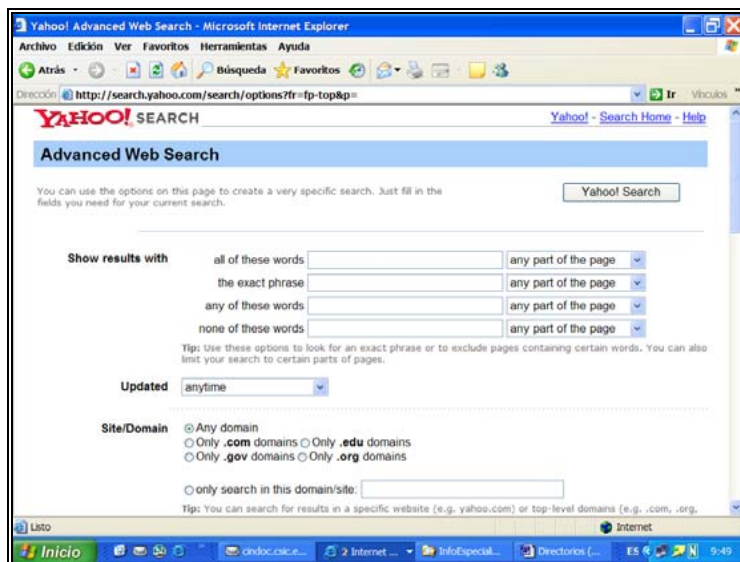 Yahoo! Advanced Web Search - Microsoft Internet Explorer
Archivo Edición Ver Favoritos Herramientas Ayuda
Atrás Búsqueda Favoritos
Dirección http://search.yahoo.com/search/options?fr=fp-top&p= Ir Vínculos
YAHOO! SEARCH Yahoo! - Search Home - Help
Advanced Web Search
You can use the options on this page to create a very specific search. Just fill in the
fields you need for your current search.
Yahoo! Search
Show results with all of these words any part of the page
the exact phrase any part of the page
any of these words any part of the page
none of these words any part of the page
Tip: Use these options to look for an exact phrase or to exclude pages containing certain words. You can also
limit your search to certain parts of pages.
Updated anytime
Site/Domain Any domain
Only .com domains Only .edu domains
Only .gov domains Only .org domains
only search in this domain/site:
Tip: You can search for results in a specific website (e.g. yahoo.com) or top-level domains (e.g. .com, .org,
Listo Internet
Inicio cindoc.csic.e... 2 Internet ... InfoEspecial... Directorios (... ES 9:49